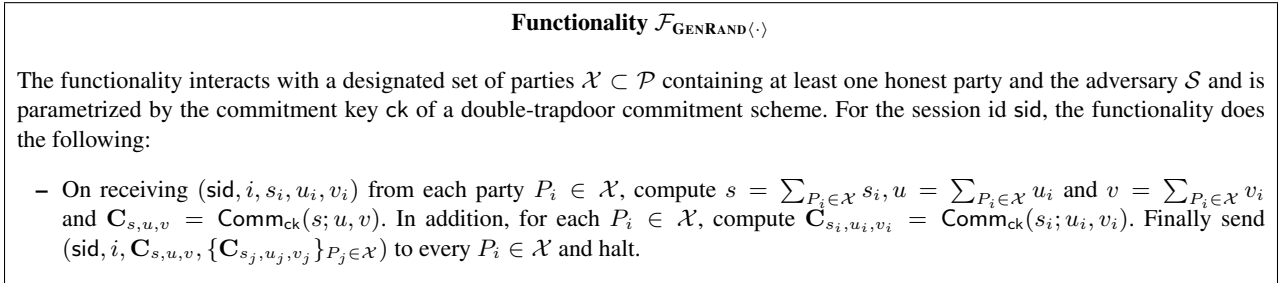 Functionality $\mathcal{F}_{\text{GENRAND}\langle\cdot\rangle}$
The functionality interacts with a designated set of parties $\mathcal{X} \subset \mathcal{P}$ containing at least one honest party and the adversary $\mathcal{S}$ and is
parametrized by the commitment key ck of a double-trapdoor commitment scheme. For the session id sid, the functionality does
the following:
– On receiving $(\text{sid}, i, s_i, u_i, v_i)$ from each party $P_i \in \mathcal{X}$, compute $s = \sum_{P_i \in \mathcal{X}} s_i, u = \sum_{P_i \in \mathcal{X}} u_i$ and $v = \sum_{P_i \in \mathcal{X}} v_i$
and $\mathbf{C}_{s,u,v} = \text{Comm}_{\text{ck}}(s; u, v)$. In addition, for each $P_i \in \mathcal{X}$, compute $\mathbf{C}_{s_i,u_i,v_i} = \text{Comm}_{\text{ck}}(s_i; u_i, v_i)$. Finally send
$(\text{sid}, i, \mathbf{C}_{s,u,v}, \{\mathbf{C}_{s_j,u_j,v_j}\}_{P_j \in \mathcal{X}})$ to every $P_i \in \mathcal{X}$ and halt.